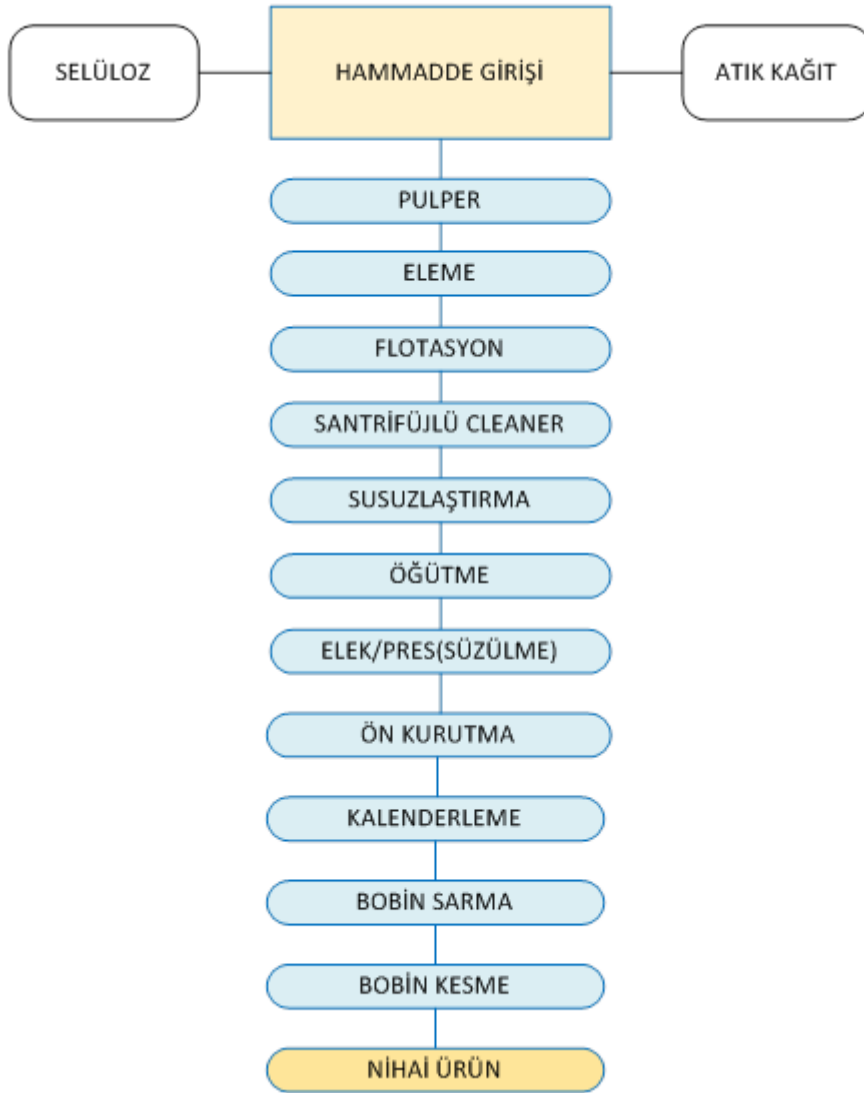 SELÜLOZ
HAMMADDE GİRİŞİ
ATIK KAĞIT
PULPER
ELEME
FLOTASYON
SANTRİFÜJLÜ CLEANER
SUSUZLAŞTIRMA
ÖĞÜTME
ELEK/PRES(SÜZÜLME)
ÖN KURUTMA
KALENDERLEME
BOBİN SARMA
BOBİN KESME
NİHAİ ÜRÜN